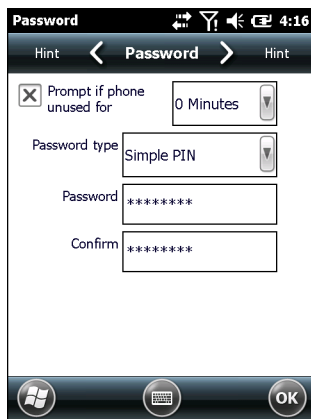 Password 4:16
Hint Password Hint
Prompt if phone
unused for
0 Minutes
Password type
Simple PIN
Password ********
Confirm ********
OK